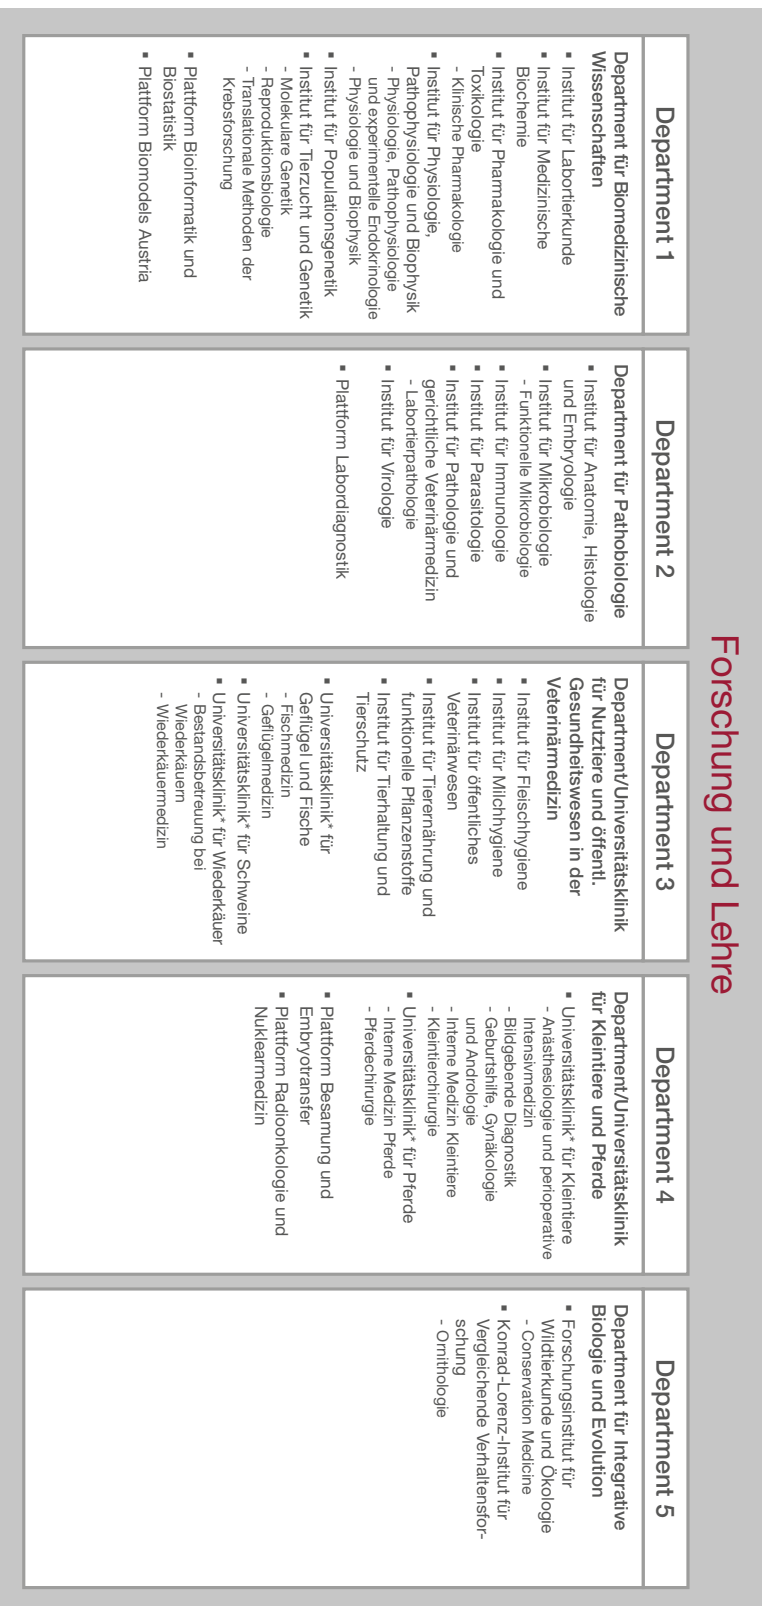 Forschung und Lehre
Department 1
Department für Biomedizinische
Wissenschaften
▪ Institut für Labortierkunde
▪ Institut für Medizinische
Biochemie
▪ Institut für Pharmakologie und
Toxikologie
- Klinische Pharmakologie
▪ Institut für Physiologie,
Pathophysiologie und Biophysik
- Physiologie, Pathophysiologie
und experimentelle Endokrinologie
- Physiologie und Biophysik
▪ Institut für Populationsgenetik
▪ Institut für Tierzucht und Genetik
- Molekulare Genetik
- Reproduktionsbiologie
- Translationale Methoden der
Krebsforschung
▪ Plattform Bioinformatik und
Biostatistik
▪ Plattform Biomodels Austria
Department 2
Department für Pathobiologie
▪ Institut für Anatomie, Histologie
und Embryologie
▪ Institut für Mikrobiologie
- Funktionelle Mikrobiologie
▪ Institut für Immunologie
▪ Institut für Parasitologie
▪ Institut für Pathologie und
gerichtliche Veterinärmedizin
- Labortierpathologie
▪ Institut für Virologie
▪ Plattform Labordiagnostik
Department 3
Department/Universitätsklinik
für Nutztiere und öffentl.
Gesundheitswesen in der
Veterinärmedizin
▪ Institut für Fleischhygiene
▪ Institut für Milchhygiene
▪ Institut für öffentliches
Veterinärwesen
▪ Institut für Tierernährung und
funktionelle Pflanzenstoffe
▪ Institut für Tierhaltung und
Tierschutz
▪ Universitätsklinik* für
Geflügel und Fische
- Fischmedizin
- Geflügelmedizin
▪ Universitätsklinik* für Schweine
▪ Universitätsklinik* für Wiederkäuer
- Bestandsbetreuung bei
Wiederkäuern
- Wiederkäuermedizin
Department 4
Department/Universitätsklinik
für Kleintiere und Pferde
▪ Universitätsklinik* für Kleintiere
- Anästhesiologie und perioperative
Intensivmedizin
- Bildgebende Diagnostik
- Geburtshilfe, Gynäkologie
und Andrologie
- Interne Medizin Kleintiere
- Kleintierchirurgie
▪ Universitätsklinik* für Pferde
- Interne Medizin Pferde
- Pferdechirurgie
▪ Plattform Besamung und
Embryotransfer
▪ Plattform Radioonkologie und
Nuklearmedizin
Department 5
Department für Integrative
Biologie und Evolution
▪ Forschungsinstitut für
Wildtierkunde und Ökologie
- Conservation Medicine
▪ Konrad-Lorenz-Institut für
Vergleichende Verhaltensfor-
schung
- Ornithologie